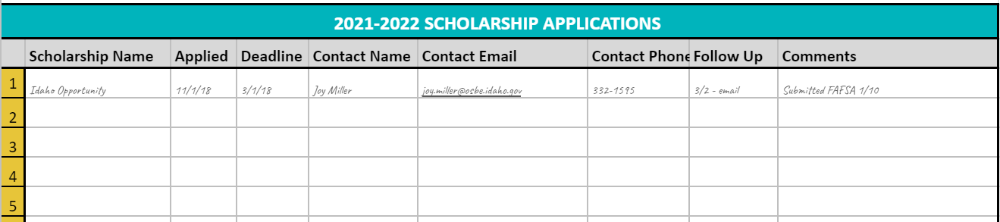 2021-2022 SCHOLARSHIP APPLICATIONS
Scholarship Name Applied Deadline Contact Name Contact Email Contact Phone Follow Up Comments
1 Idaho Opportunity 11/1/18 3/1/18 Joy Miller joy.miller@osbe.idaho.gov 332-1595 3/2 - email Submitted FAFSA 1/10
2
3
4
5